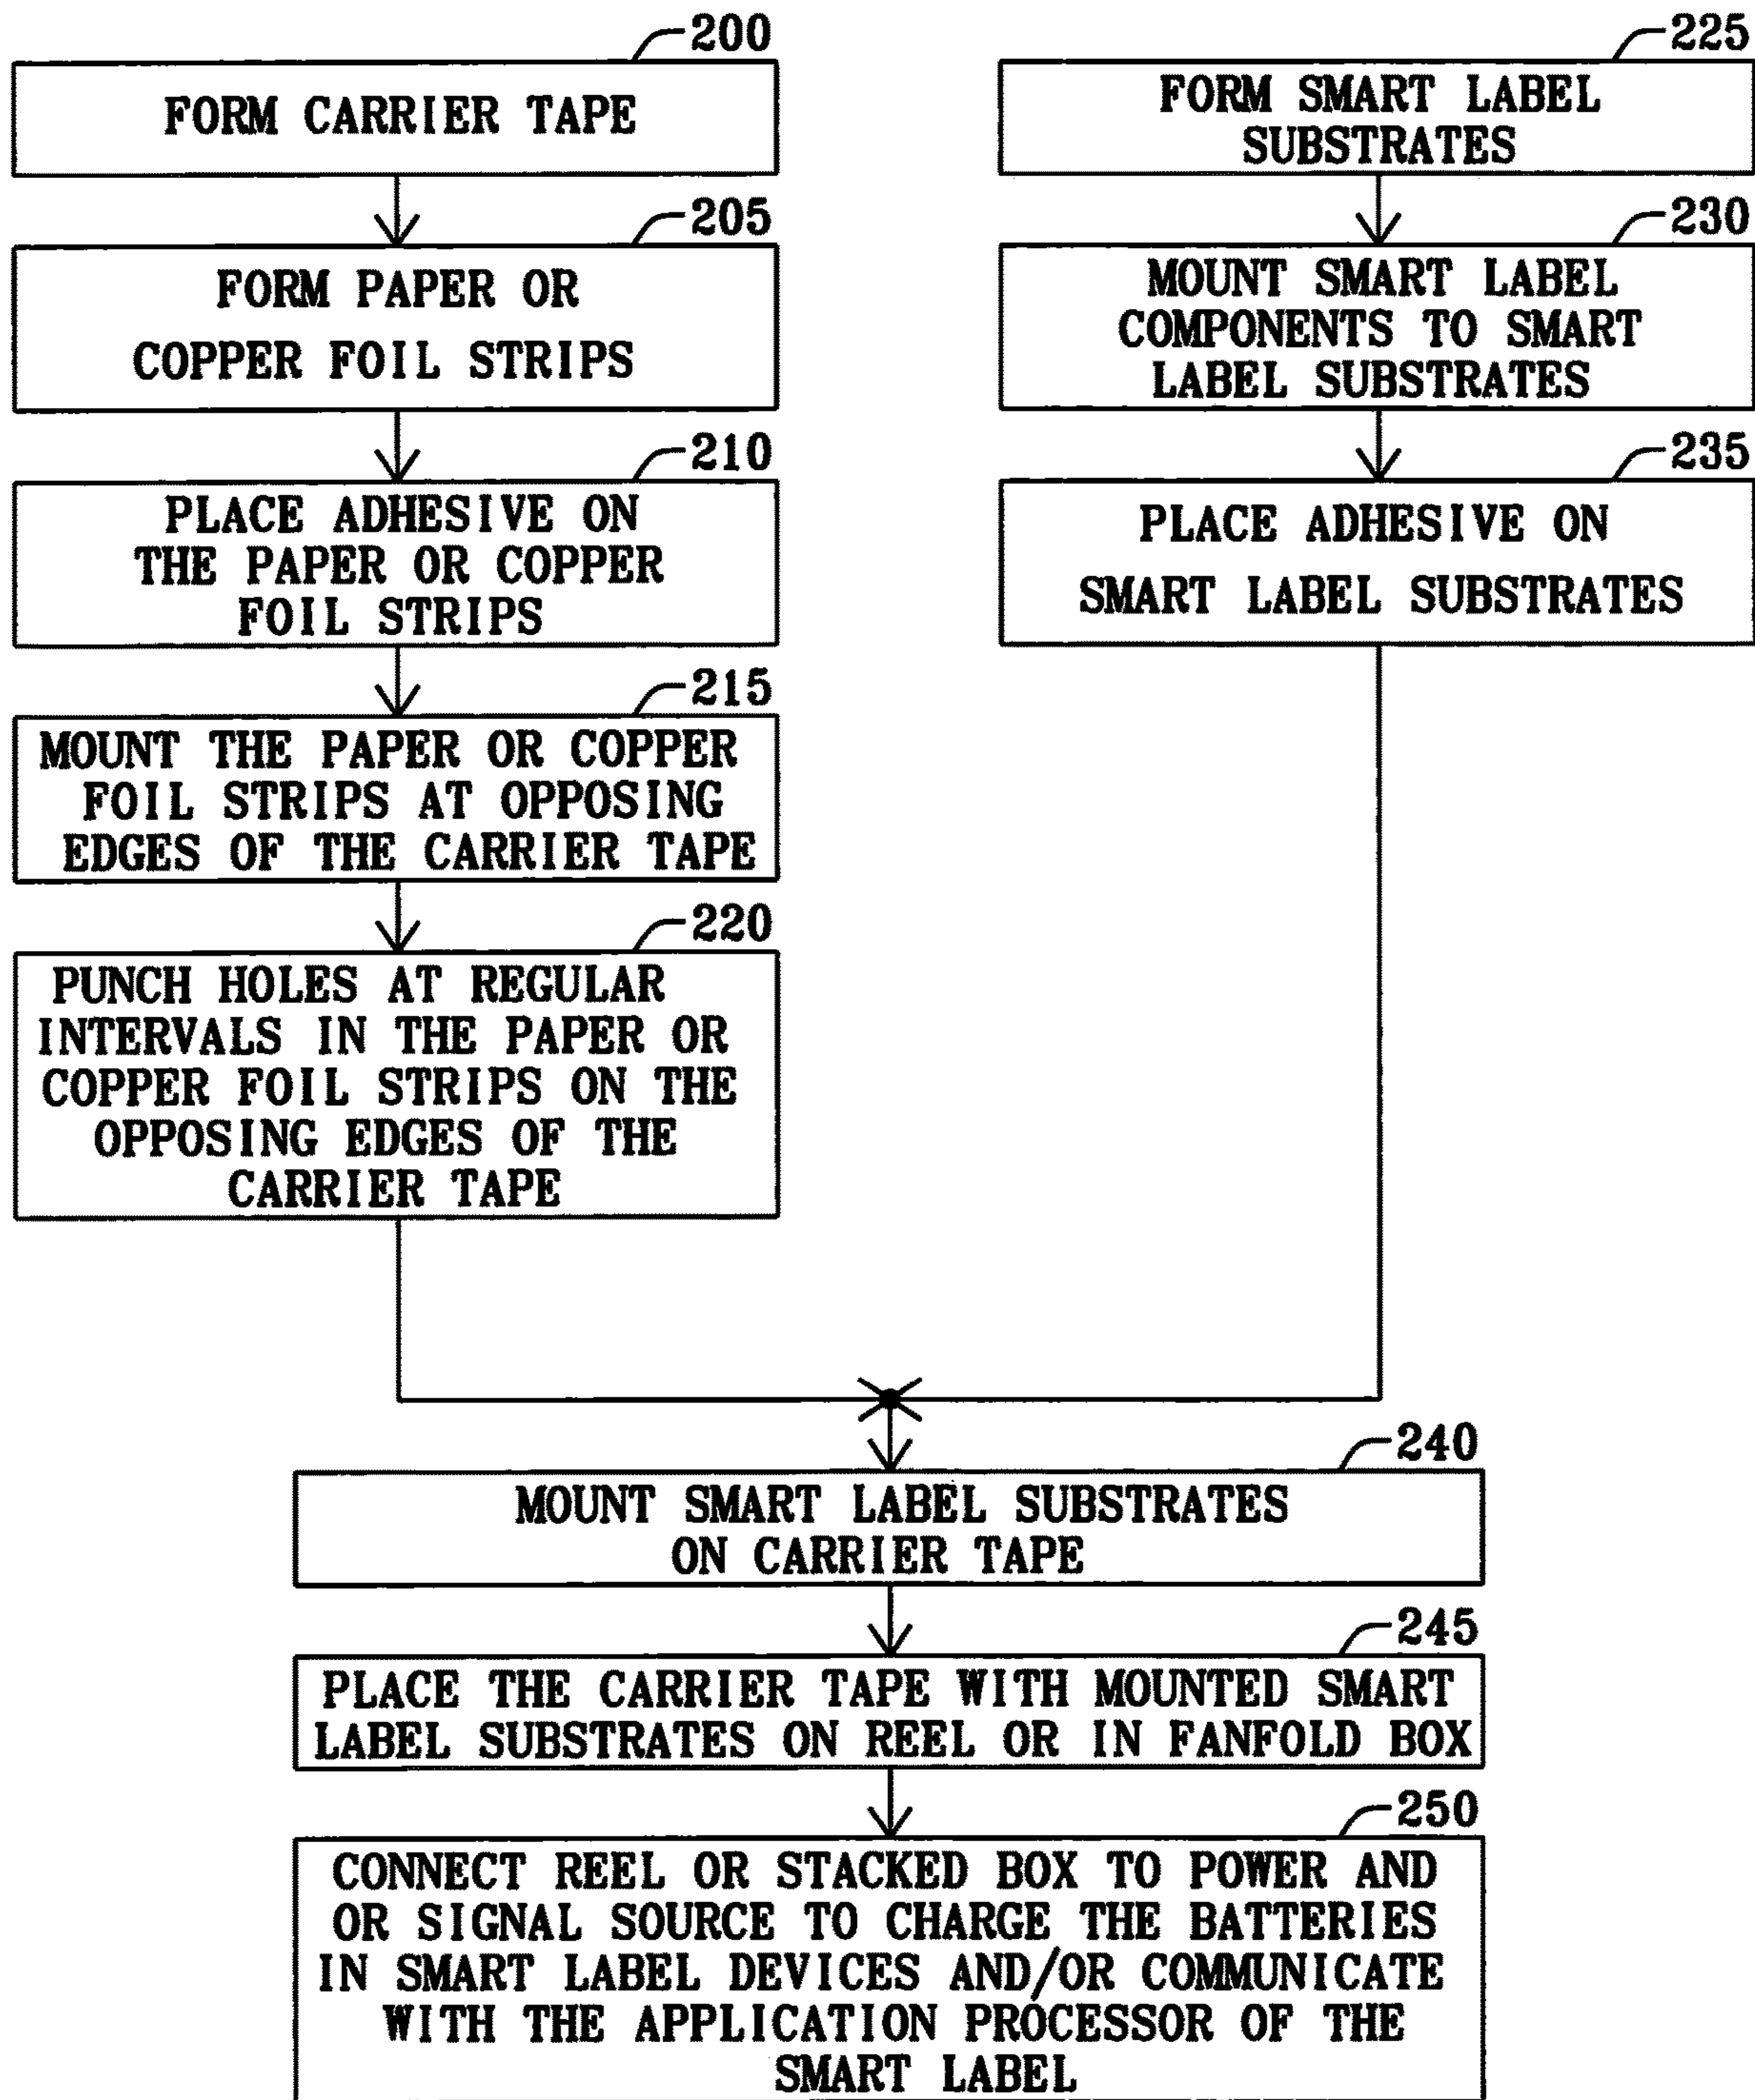 200
FORM CARRIER TAPE
205
FORM PAPER OR
COPPER FOIL STRIPS
210
PLACE ADHESIVE ON
THE PAPER OR COPPER
FOIL STRIPS
215
MOUNT THE PAPER OR COPPER
FOIL STRIPS AT OPPOSING
EDGES OF THE CARRIER TAPE
220
PUNCH HOLES AT REGULAR
INTERVALS IN THE PAPER OR
COPPER FOIL STRIPS ON THE
OPPOSING EDGES OF THE
CARRIER TAPE
225
FORM SMART LABEL
SUBSTRATES
230
MOUNT SMART LABEL
COMPONENTS TO SMART
LABEL SUBSTRATES
235
PLACE ADHESIVE ON
SMART LABEL SUBSTRATES
240
MOUNT SMART LABEL SUBSTRATES
ON CARRIER TAPE
245
PLACE THE CARRIER TAPE WITH MOUNTED SMART
LABEL SUBSTRATES ON REEL OR IN FANFOLD BOX
250
CONNECT REEL OR STACKED BOX TO POWER AND
OR SIGNAL SOURCE TO CHARGE THE BATTERIES
IN SMART LABEL DEVICES AND/OR COMMUNICATE
WITH THE APPLICATION PROCESSOR OF THE
SMART LABEL